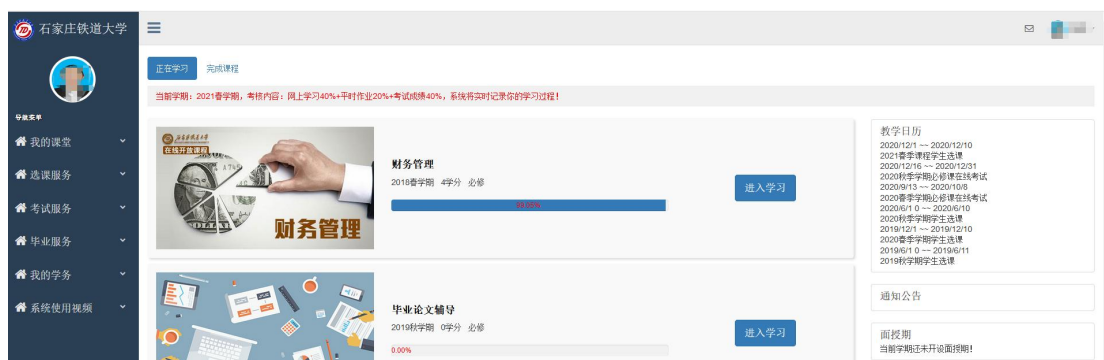 石家庄铁道大学
导航菜单
我的课堂
选课服务
考试服务
毕业服务
我的学务
系统使用视频
正在学习
完成课程
当前学期：2021春学期，考核内容：网上学习40%+平时作业20%+考试成绩40%，系统将实时记录你的学习过程！
在线开放课程
财务管理
财务管理
2018春学期 4学分 必修
进入学习
毕业论文辅导
2019秋学期 0学分 必修
0.00%
进入学习
教学日历
2020/12/1 ~~ 2020/12/10
2021春季课程学生选课
2020/12/16 ~~ 2020/12/31
2020秋季学期必修课在线考试
2020/9/13 ~~ 2020/10/8
2020春季学期必修课在线考试
2020/6/1 0 ~~ 2020/6/10
2020秋季学期学生选课
2019/12/1 ~~ 2019/12/10
2020春季学期学生选课
2019/6/1 0 ~~ 2019/6/11
2019秋学期学生选课
通知公告
面授期
当前学期还未开设面授期!